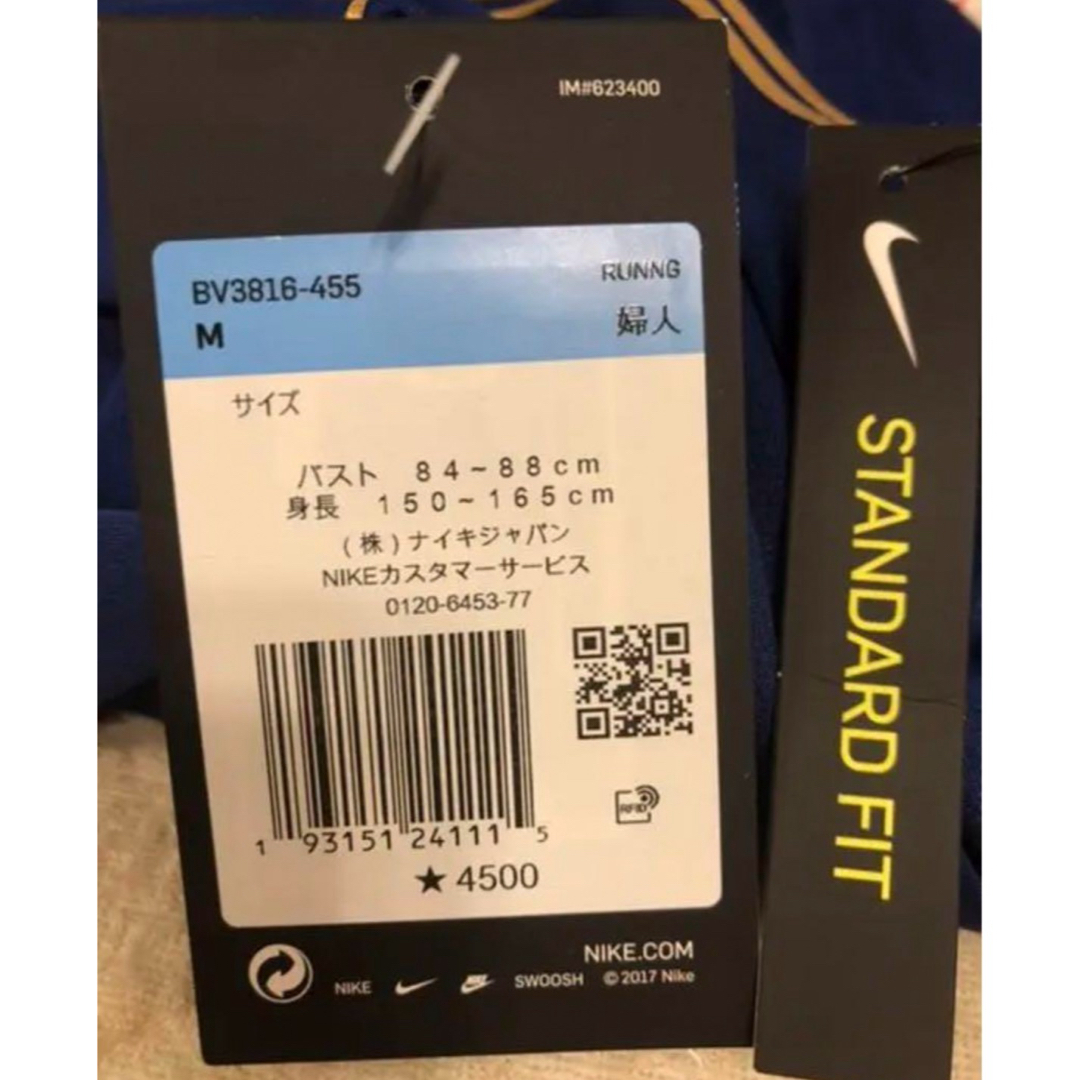 IM#623400
BV3816-455
RUNNG
M
婦人
サイズ
バスト 84~88cm
身長 150~165cm
(株)ナイキジャパン
NIKEカスタマーサービス
0120-6453-77
RFID
1 93151 24111 5
★4500
NIKE.COM
NIKE SWOOSH ©2017 Nike
STANDARD FIT